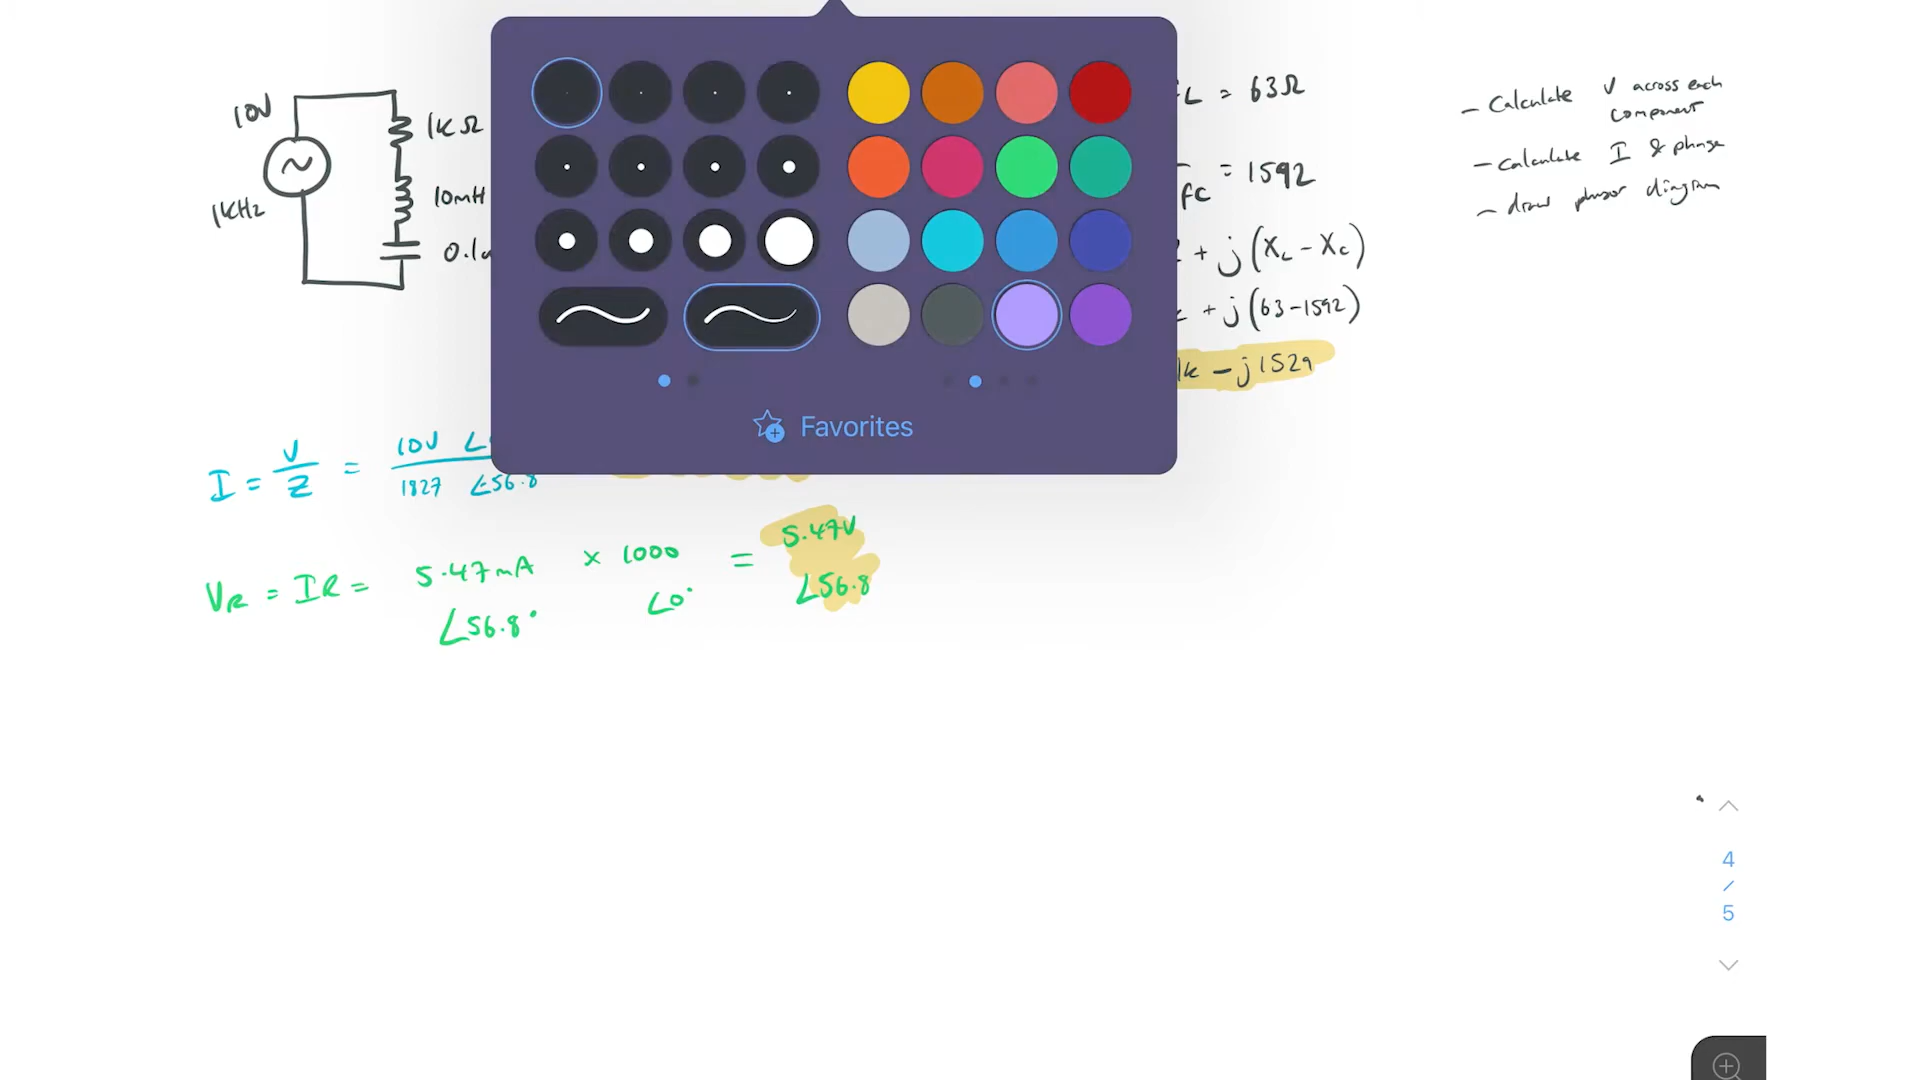 10V
1KHz
1KΩ
10mH
0.1
L = 63Ω
fC = 1592
+ j(XL - XC)
+ j(63-1592)
1k - j1529
- Calculate V across each component
- Calculate I & phase
- draw phasor diagram
Favorites
I = V/Z = 10V ∠ / 1827 ∠56.8
VR = IR = 5.47mA × 1000 = 5.47V
∠56.8° ∠0° ∠56.8
4
/
5